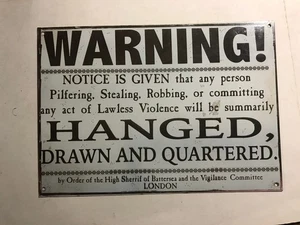 WARNING!
NOTICE IS GIVEN that any person
Pilfering, Stealing, Robbing, or committing
any act of Lawless Violence will be summarily
HANGED,
DRAWN AND QUARTERED.
by Order of the High Sherrif of Battersea and the Vigilance Committee
LONDON